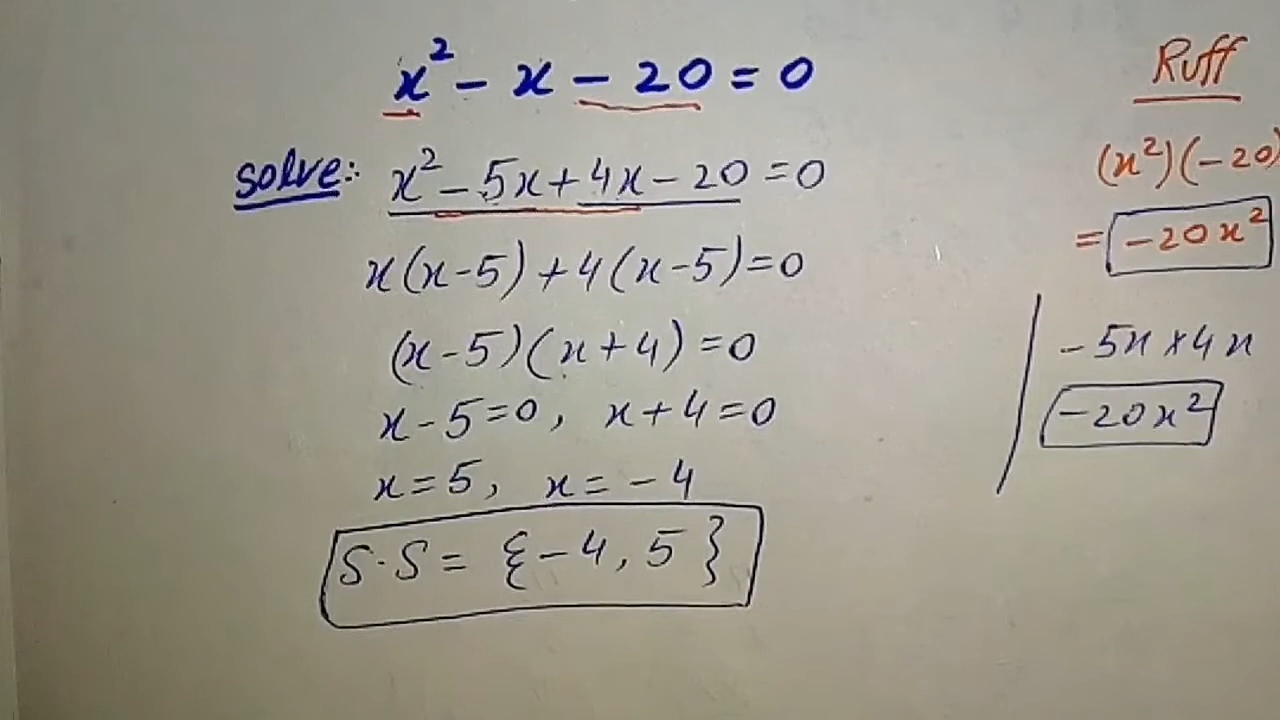 x² - x - 20 = 0
solve:
x² - 5x + 4x - 20 = 0
x(x-5) + 4(x-5) = 0
(x-5)(x+4) = 0
x-5=0, x+4=0
x=5, x=-4
S.S = {-4, 5}
Ruff
(x²)(-20)
= -20x²
-5x × 4x
-20x²